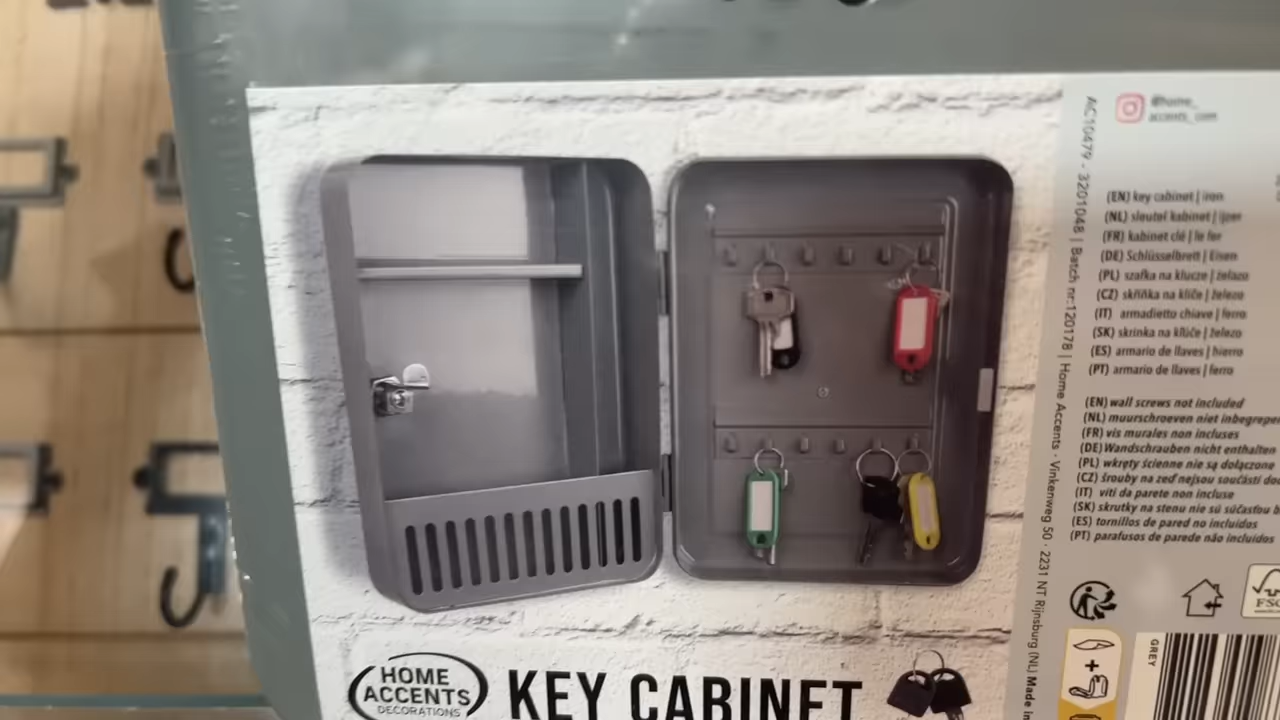 @home_
accents_com
AC10479 - 3201048 | Batch nr:120178 | Home Accents · Vinkenweg 50 · 2231 NT Rijnsburg (NL) Made in
(EN) key cabinet | iron
(NL) sleutel kabinet | ijzer
(FR) kabinet clé | le fer
(DE) Schlüsselbrett | Eisen
(PL) szafka na klucze | żelazo
(CZ) skříňka na klíče | železo
(IT) armadietto chiave | ferro
(SK) skrinka na kľúče | železo
(ES) armario de llaves | hierro
(PT) armario de llaves | ferro
(EN) wall screws not included
(NL) muurschroeven niet inbegrepen
(FR) vis murales non incluses
(DE) Wandschrauben nicht enthalten
(PL) wkręty ścienne nie są dołączone
(CZ) šrouby na zeď nejsou součástí do
(IT) viti da parete non incluse
(SK) skrutky na stenu nie sú súčasťou b
(ES) tornillos de pared no incluidos
(PT) parafusos de parede não incluídos
FSC
GREY
HOME
ACCENTS
DECORATIONS
KEY CABINET